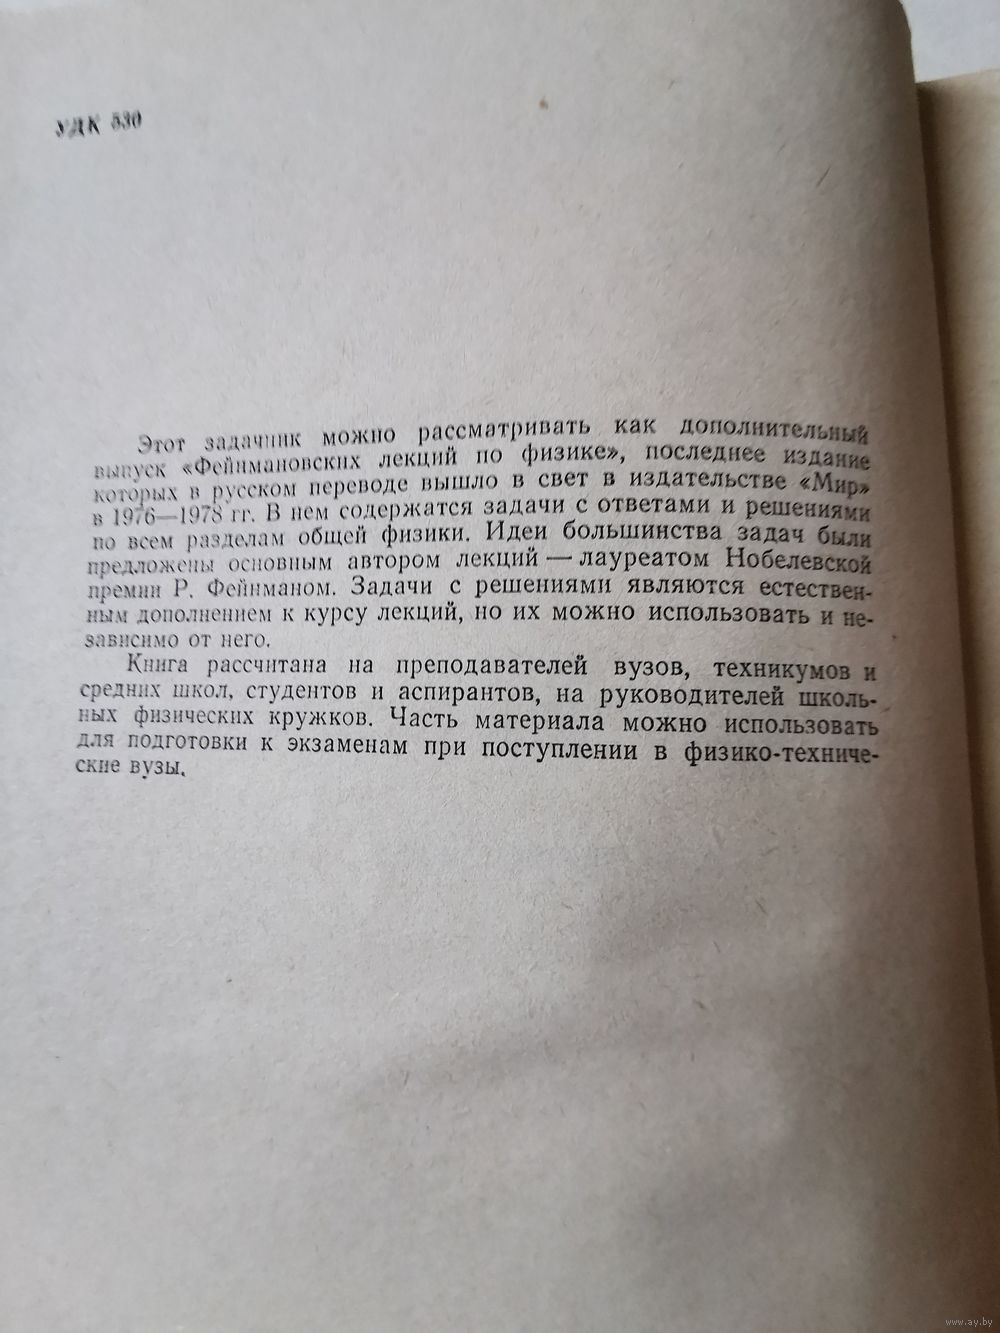 УДК 530
Этот задачник можно рассматривать как дополнительный
выпуск «Фейнмановских лекций по физике», последнее издание
которых в русском переводе вышло в свет в издательстве «Мир»
в 1976—1978 гг. В нем содержатся задачи с ответами и решениями
по всем разделам общей физики. Идеи большинства задач были
предложены основным автором лекций — лауреатом Нобелевской
премии Р. Фейнманом. Задачи с решениями являются естествен-
ным дополнением к курсу лекций, но их можно использовать и не-
зависимо от него.
Книга рассчитана на преподавателей вузов, техникумов и
средних школ, студентов и аспирантов, на руководителей школь-
ных физических кружков. Часть материала можно использовать
для подготовки к экзаменам при поступлении в физико-техниче-
ские вузы.
www.ay.by